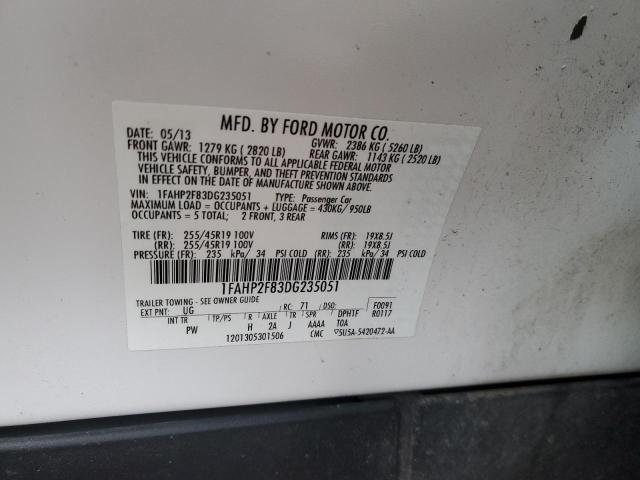 MFD. BY FORD MOTOR CO.
DATE: 05/13 GVWR: 2386 KG (5260 LB)
FRONT GAWR: 1279 KG (2820 LB) REAR GAWR: 1143 KG (2520 LB)
THIS VEHICLE CONFORMS TO ALL APPLICABLE FEDERAL MOTOR
VEHICLE SAFETY, BUMPER, AND THEFT PREVENTION STANDARDS
IN EFFECT ON THE DATE OF MANUFACTURE SHOWN ABOVE.
VIN: 1FAHP2F83DG235051 TYPE: Passenger Car
MAXIMUM LOAD = OCCUPANTS + LUGGAGE = 430KG/ 950LB
OCCUPANTS = 5 TOTAL; 2 FRONT, 3 REAR
TIRE (FR): 255/45R19 100V RIMS (FR): 19X8.5J
(RR): 255/45R19 100V (RR): 19X8.5J
PRESSURE (FR): 235 kPa/ 34 PSI COLD (RR): 235 kPa/ 34 PSI COLD
1FAHP2F83DG235051
TRAILER TOWING - SEE OWNER GUIDE
EXT PNT: UG RC: 71 DSO: F0091
INT TR TP/PS R AXLE TR SPR DPH1F R0117
PW H 2A J AAAA TOA
1201305301506 CMC 5U5A-5420472-AA